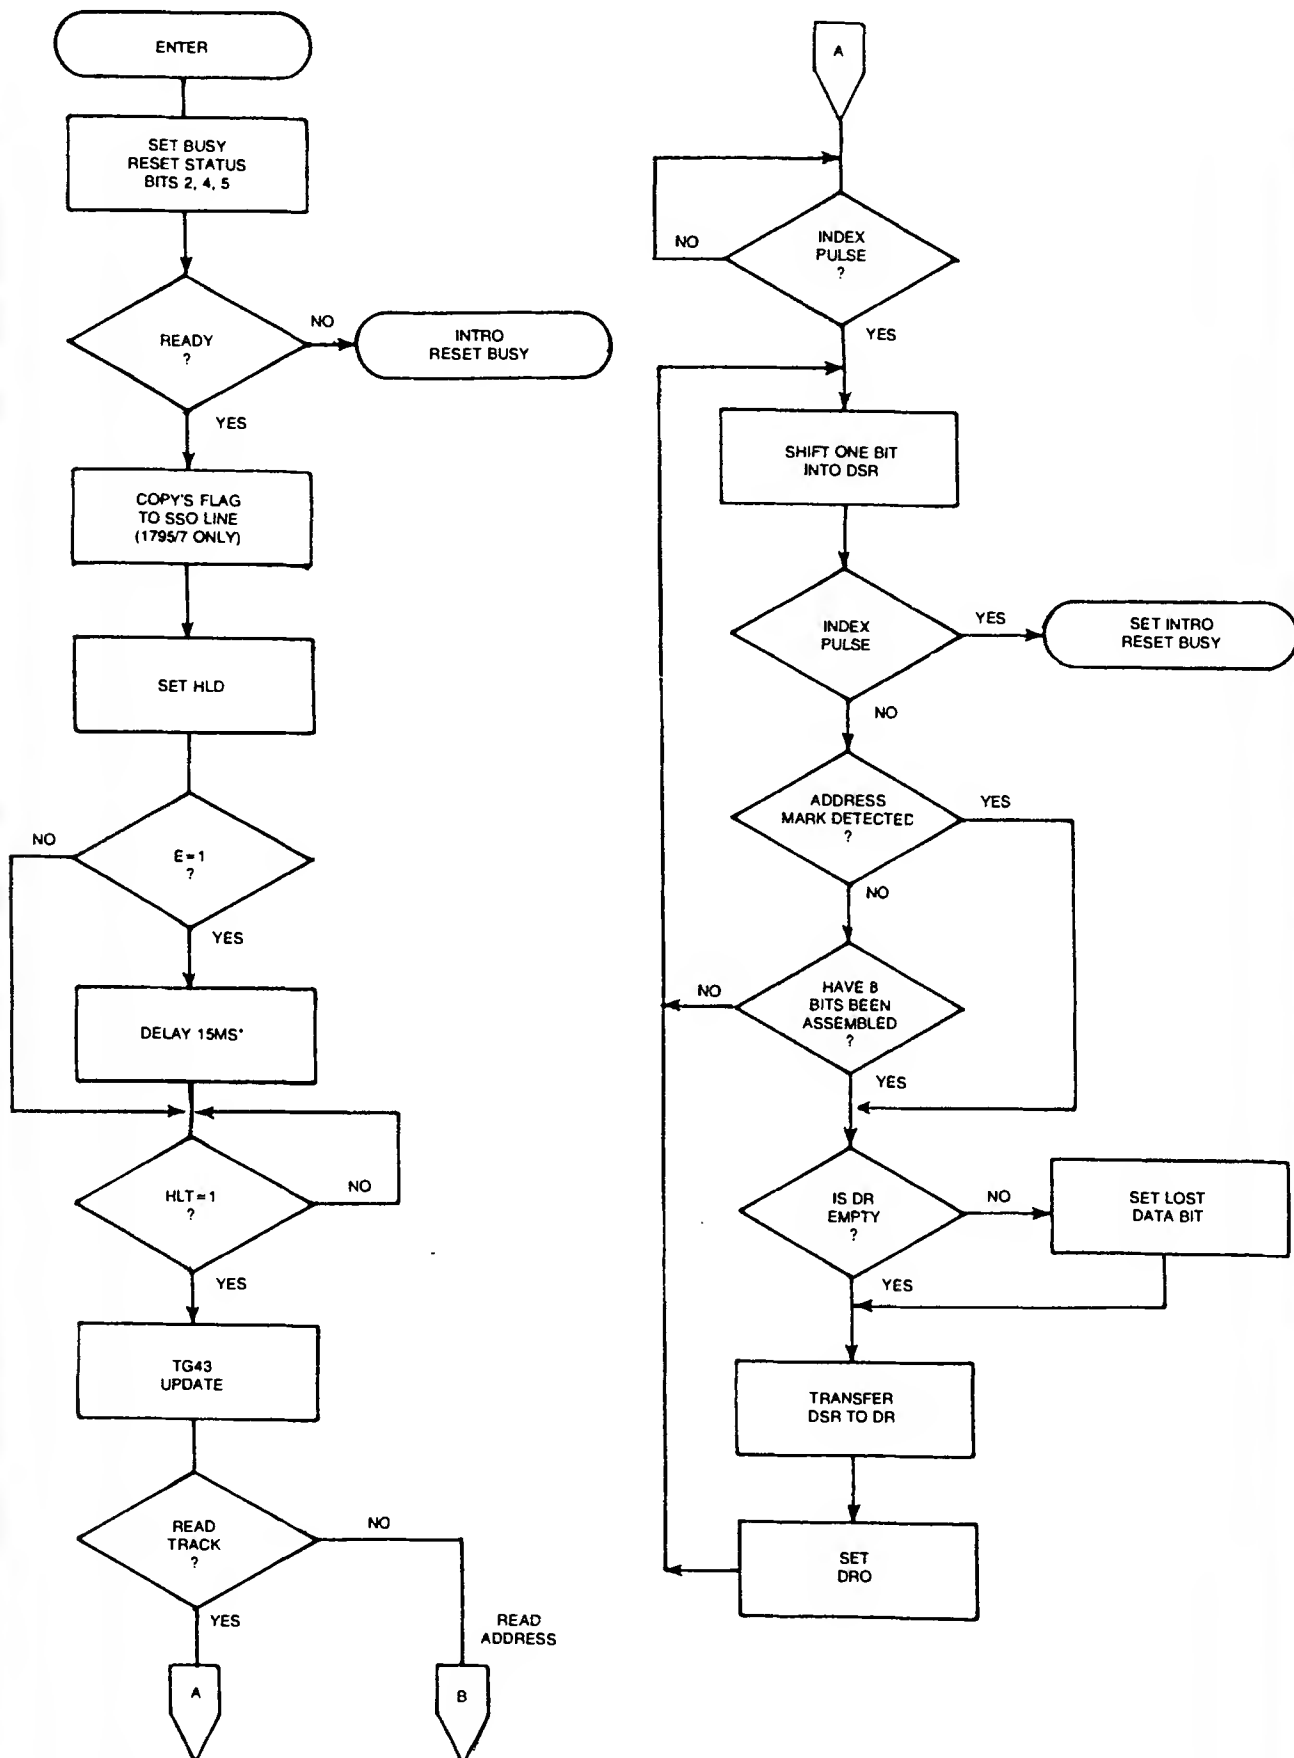 ENTER
SET BUSY
RESET STATUS
BITS 2, 4, 5
READY
?
NO
INTRO
RESET BUSY
YES
COPY'S FLAG
TO SSO LINE
(1795/7 ONLY)
SET HLD
NO
E=1
?
YES
DELAY 15MS*
HLT=1
?
NO
YES
TG43
UPDATE
READ
TRACK
?
NO
YES
READ
ADDRESS
A
B
A
INDEX
PULSE
?
NO
YES
SHIFT ONE BIT
INTO DSR
INDEX
PULSE
YES
SET INTRO
RESET BUSY
NO
ADDRESS
MARK DETECTED
?
YES
NO
HAVE 8
BITS BEEN
ASSEMBLED
?
NO
YES
IS DR
EMPTY
?
NO
SET LOST
DATA BIT
YES
TRANSFER
DSR TO DR
SET
DRO